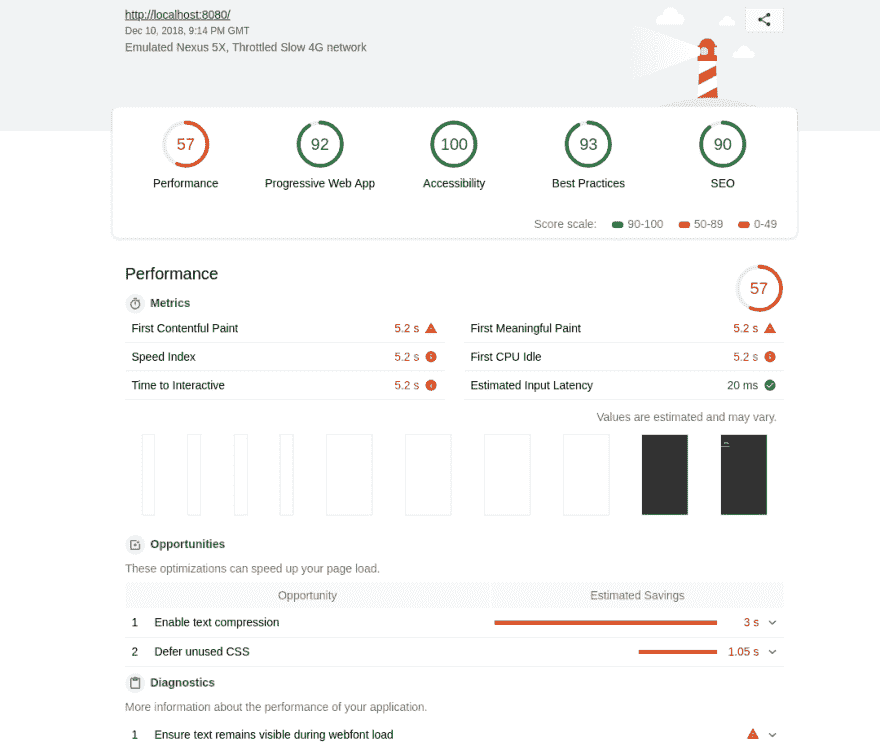 http://localhost:8080/
Dec 10, 2018, 9:14 PM GMT
Emulated Nexus 5X, Throttled Slow 4G network
57 92 100 93 90
Performance Progressive Web App Accessibility Best Practices SEO
Score scale: 90-100 50-89 0-49
Performance 57
Metrics
First Contentful Paint 5.2 s First Meaningful Paint 5.2 s
Speed Index 5.2 s First CPU Idle 5.2 s
Time to Interactive 5.2 s Estimated Input Latency 20 ms
Values are estimated and may vary.
Opportunities
These optimizations can speed up your page load.
Opportunity Estimated Savings
1 Enable text compression 3 s
2 Defer unused CSS 1.05 s
Diagnostics
More information about the performance of your application.
1 Ensure text remains visible during webfont load